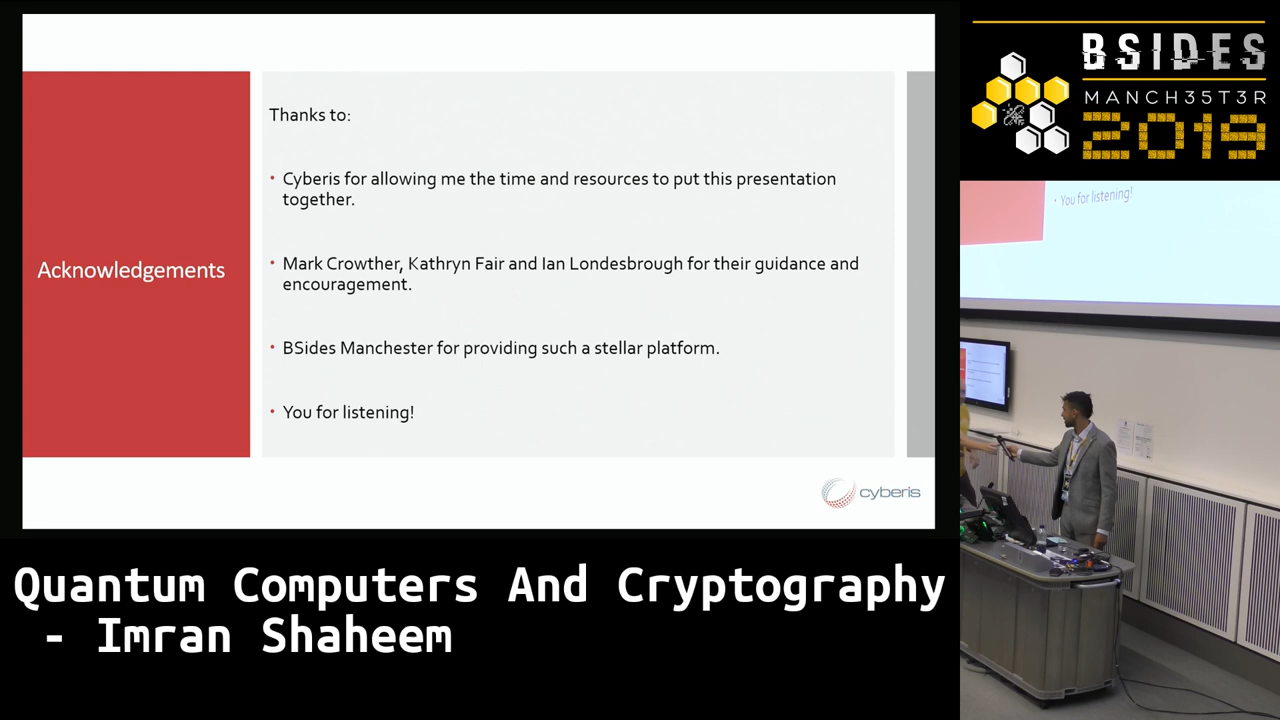 Acknowledgements
Thanks to:
• Cyberis for allowing me the time and resources to put this presentation
together.
• Mark Crowther, Kathryn Fair and Ian Londesbrough for their guidance and
encouragement.
• BSides Manchester for providing such a stellar platform.
• You for listening!
cyberis
BSIDES
MANCH35T3R
2019
• You for listening!
Quantum Computers And Cryptography
- Imran Shaheem